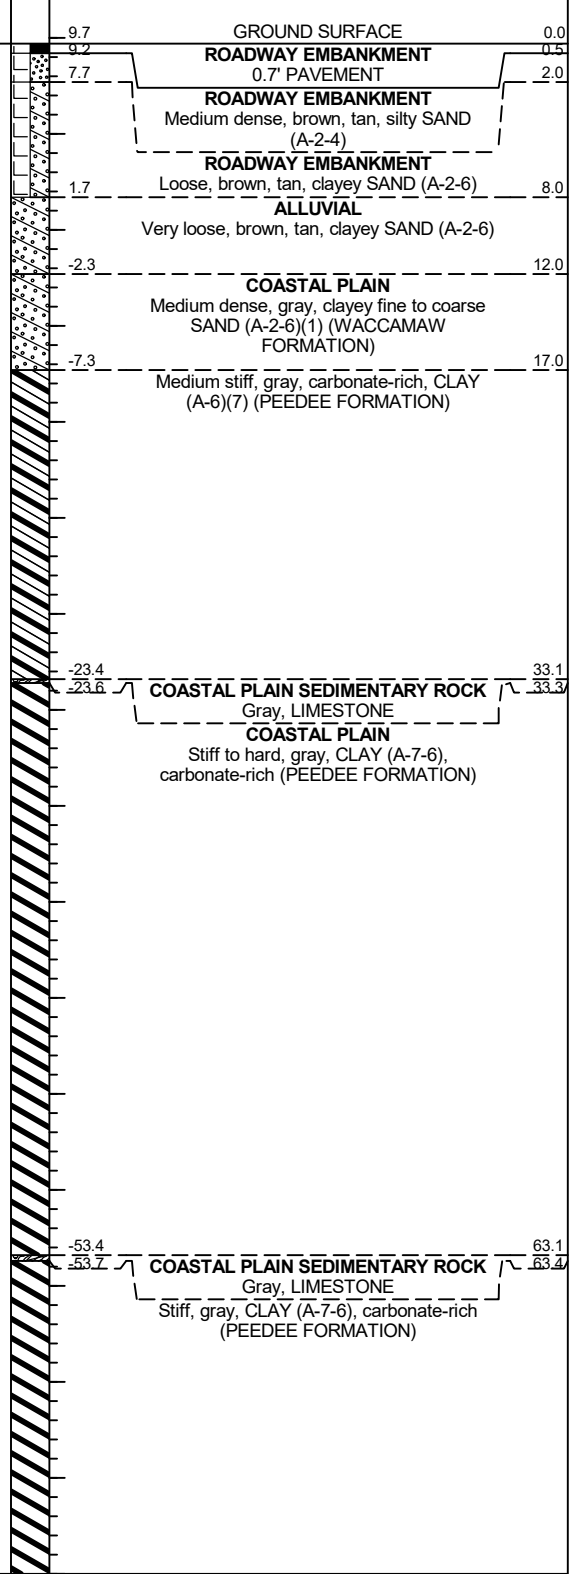 9.7 GROUND SURFACE 0.0
9.2 ROADWAY EMBANKMENT 0.5
7.7 0.7' PAVEMENT 2.0
ROADWAY EMBANKMENT
Medium dense, brown, tan, silty SAND
(A-2-4)
ROADWAY EMBANKMENT
1.7 Loose, brown, tan, clayey SAND (A-2-6) 8.0
ALLUVIAL
Very loose, brown, tan, clayey SAND (A-2-6)
-2.3 12.0
COASTAL PLAIN
Medium dense, gray, clayey fine to coarse
SAND (A-2-6)(1) (WACCAMAW
FORMATION)
-7.3 17.0
Medium stiff, gray, carbonate-rich, CLAY
(A-6)(7) (PEEDEE FORMATION)
-23.4 33.1
-23.6 COASTAL PLAIN SEDIMENTARY ROCK 33.3
Gray, LIMESTONE
COASTAL PLAIN
Stiff to hard, gray, CLAY (A-7-6),
carbonate-rich (PEEDEE FORMATION)
-53.4 63.1
-53.7 COASTAL PLAIN SEDIMENTARY ROCK 63.4
Gray, LIMESTONE
Stiff, gray, CLAY (A-7-6), carbonate-rich
(PEEDEE FORMATION)